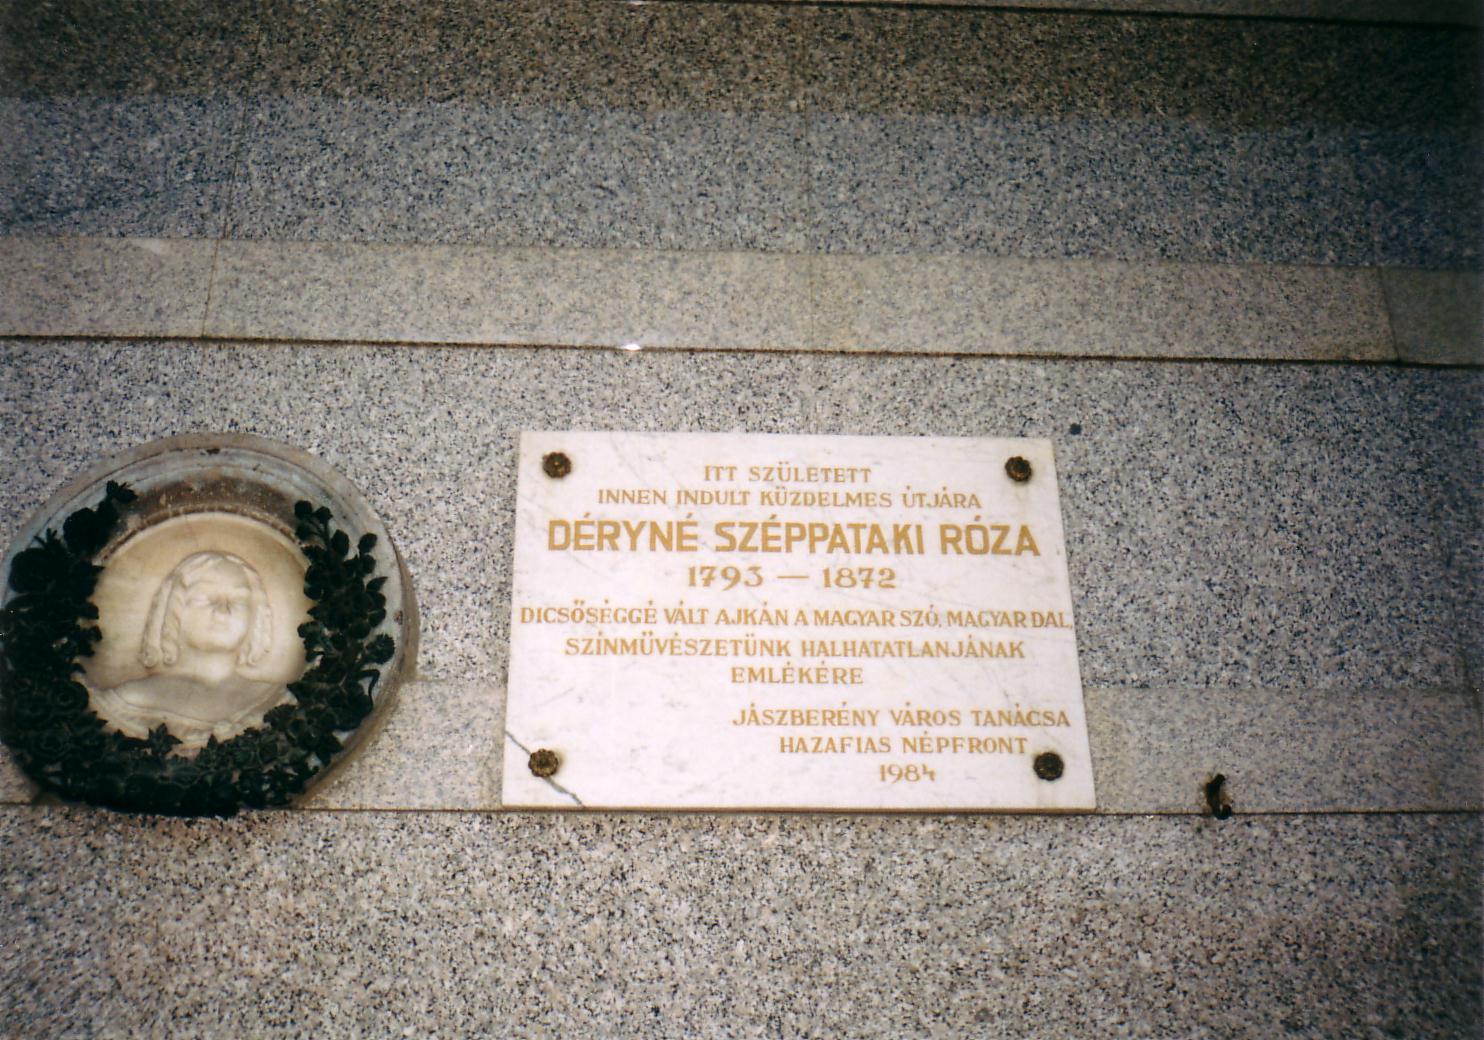 ITT SZÜLETETT
INNEN INDULT KÜZDELMES ÚTJÁRA
DÉRYNÉ SZÉPPATAKI RÓZA
1793 — 1872
DICSŐSÉGGÉ VÁLT AJKÁN A MAGYAR SZÓ, MAGYAR DAL,
SZÍNMŰVÉSZETÜNK HALHATATLANJÁNAK
EMLÉKÉRE
JÁSZBERÉNY VÁROS TANÁCSA
HAZAFIAS NÉPFRONT
1984